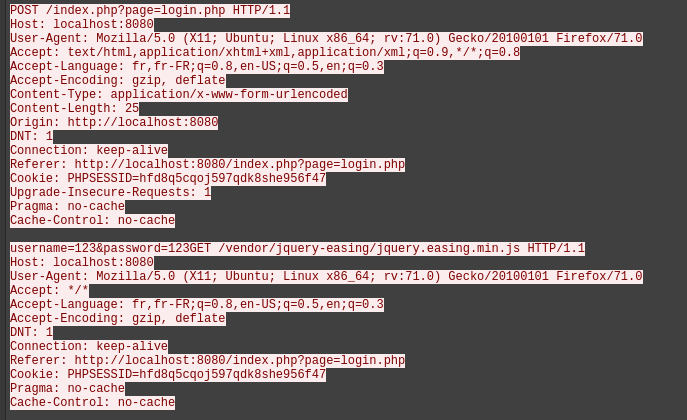 POST /index.php?page=login.php HTTP/1.1
Host: localhost:8080
User-Agent: Mozilla/5.0 (X11; Ubuntu; Linux x86_64; rv:71.0) Gecko/20100101 Firefox/71.0
Accept: text/html,application/xhtml+xml,application/xml;q=0.9,*/*;q=0.8
Accept-Language: fr,fr-FR;q=0.8,en-US;q=0.5,en;q=0.3
Accept-Encoding: gzip, deflate
Content-Type: application/x-www-form-urlencoded
Content-Length: 25
Origin: http://localhost:8080
DNT: 1
Connection: keep-alive
Referer: http://localhost:8080/index.php?page=login.php
Cookie: PHPSESSID=hfd8q5cqoj597qdk8she956f47
Upgrade-Insecure-Requests: 1
Pragma: no-cache
Cache-Control: no-cache
username=123&password=123GET /vendor/jquery-easing/jquery.easing.min.js HTTP/1.1
Host: localhost:8080
User-Agent: Mozilla/5.0 (X11; Ubuntu; Linux x86_64; rv:71.0) Gecko/20100101 Firefox/71.0
Accept: */*
Accept-Language: fr,fr-FR;q=0.8,en-US;q=0.5,en;q=0.3
Accept-Encoding: gzip, deflate
DNT: 1
Connection: keep-alive
Referer: http://localhost:8080/index.php?page=login.php
Cookie: PHPSESSID=hfd8q5cqoj597qdk8she956f47
Pragma: no-cache
Cache-Control: no-cache